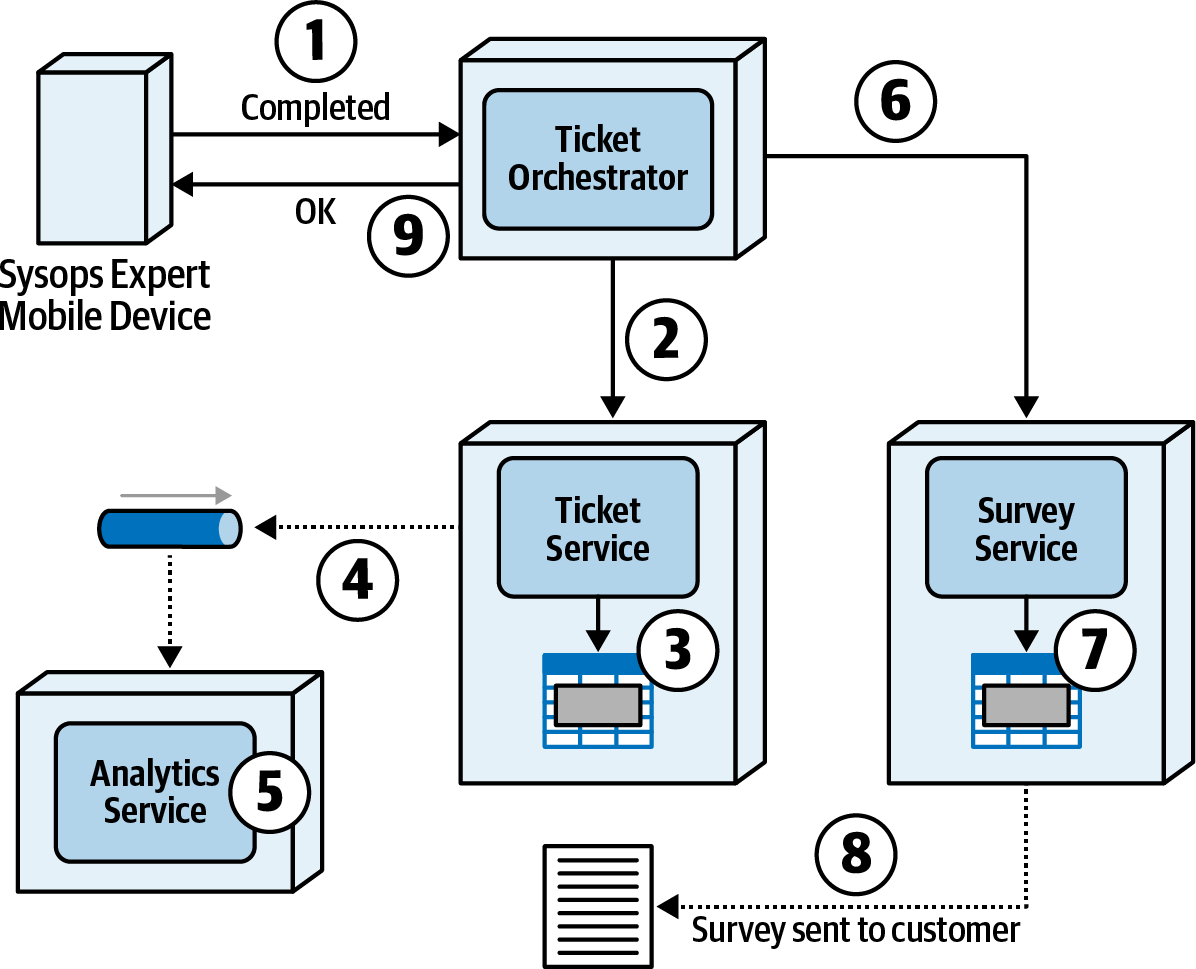 1
Completed
Ticket
Orchestrator
6
OK
9
Sysops Expert
Mobile Device
2
Ticket
Service
Survey
Service
4
3
7
Analytics
Service
5
8
Survey sent to customer